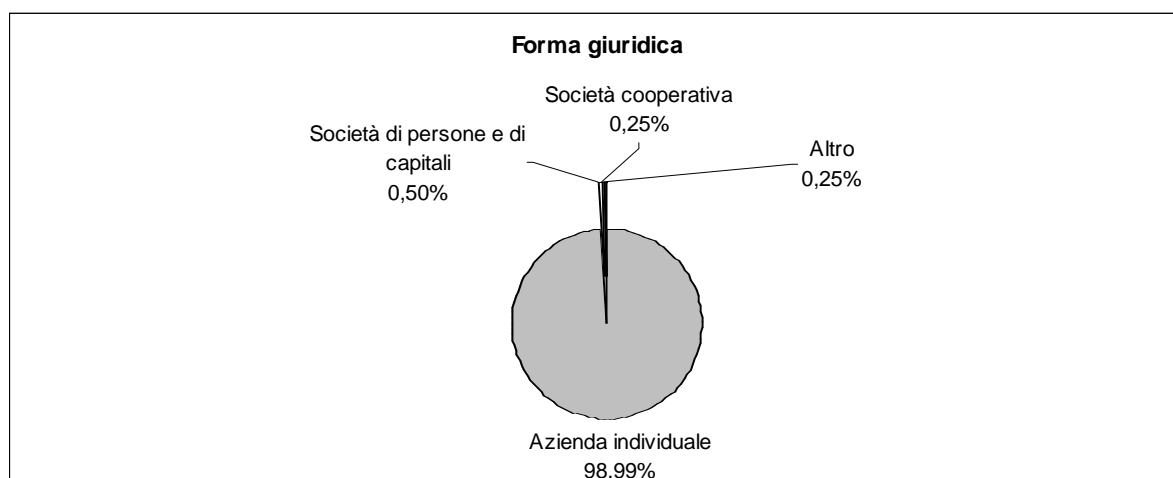 Forma giuridica
Società cooperativa
0,25%
Società di persone e di
capitali
0,50%
Altro
0,25%
Azienda individuale
98,99%